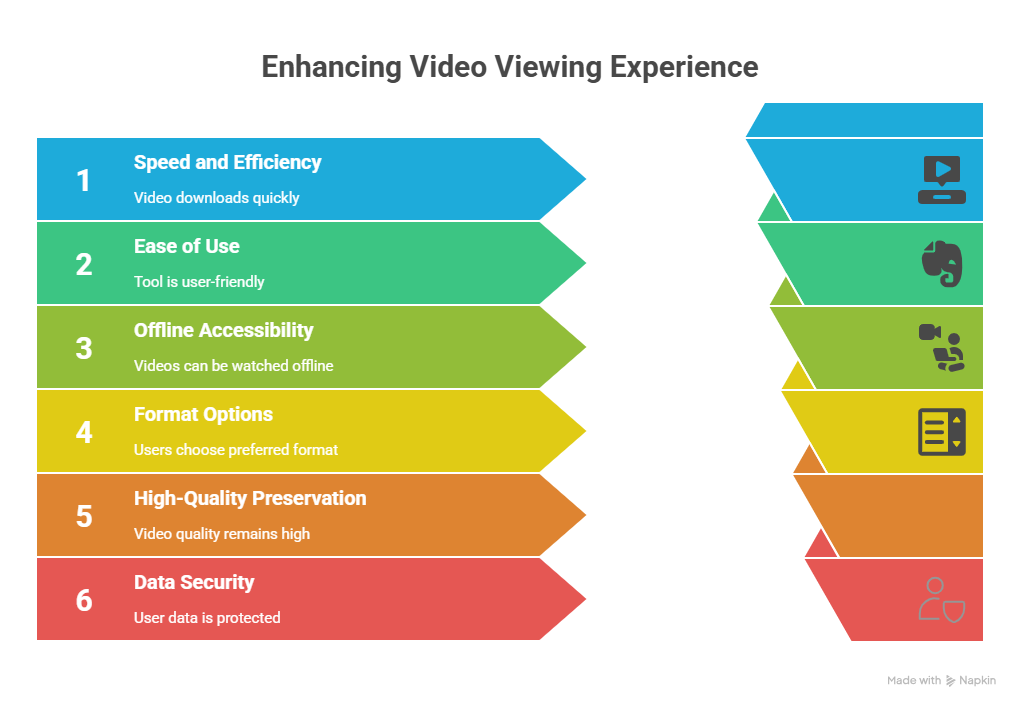 Enhancing Video Viewing Experience
1
Speed and Efficiency
Video downloads quickly
2
Ease of Use
Tool is user-friendly
3
Offline Accessibility
Videos can be watched offline
4
Format Options
Users choose preferred format
5
High-Quality Preservation
Video quality remains high
6
Data Security
User data is protected
Made with Napkin